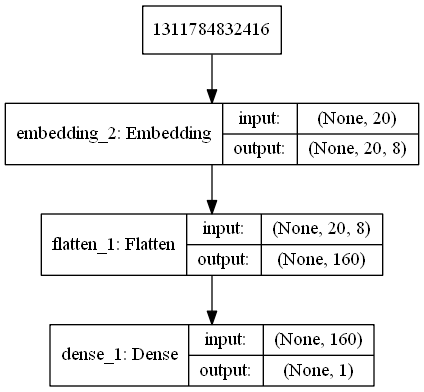 1311784832416
embedding_2: Embedding
input: (None, 20)
output: (None, 20, 8)
flatten_1: Flatten
input: (None, 20, 8)
output: (None, 160)
dense_1: Dense
input: (None, 160)
output: (None, 1)